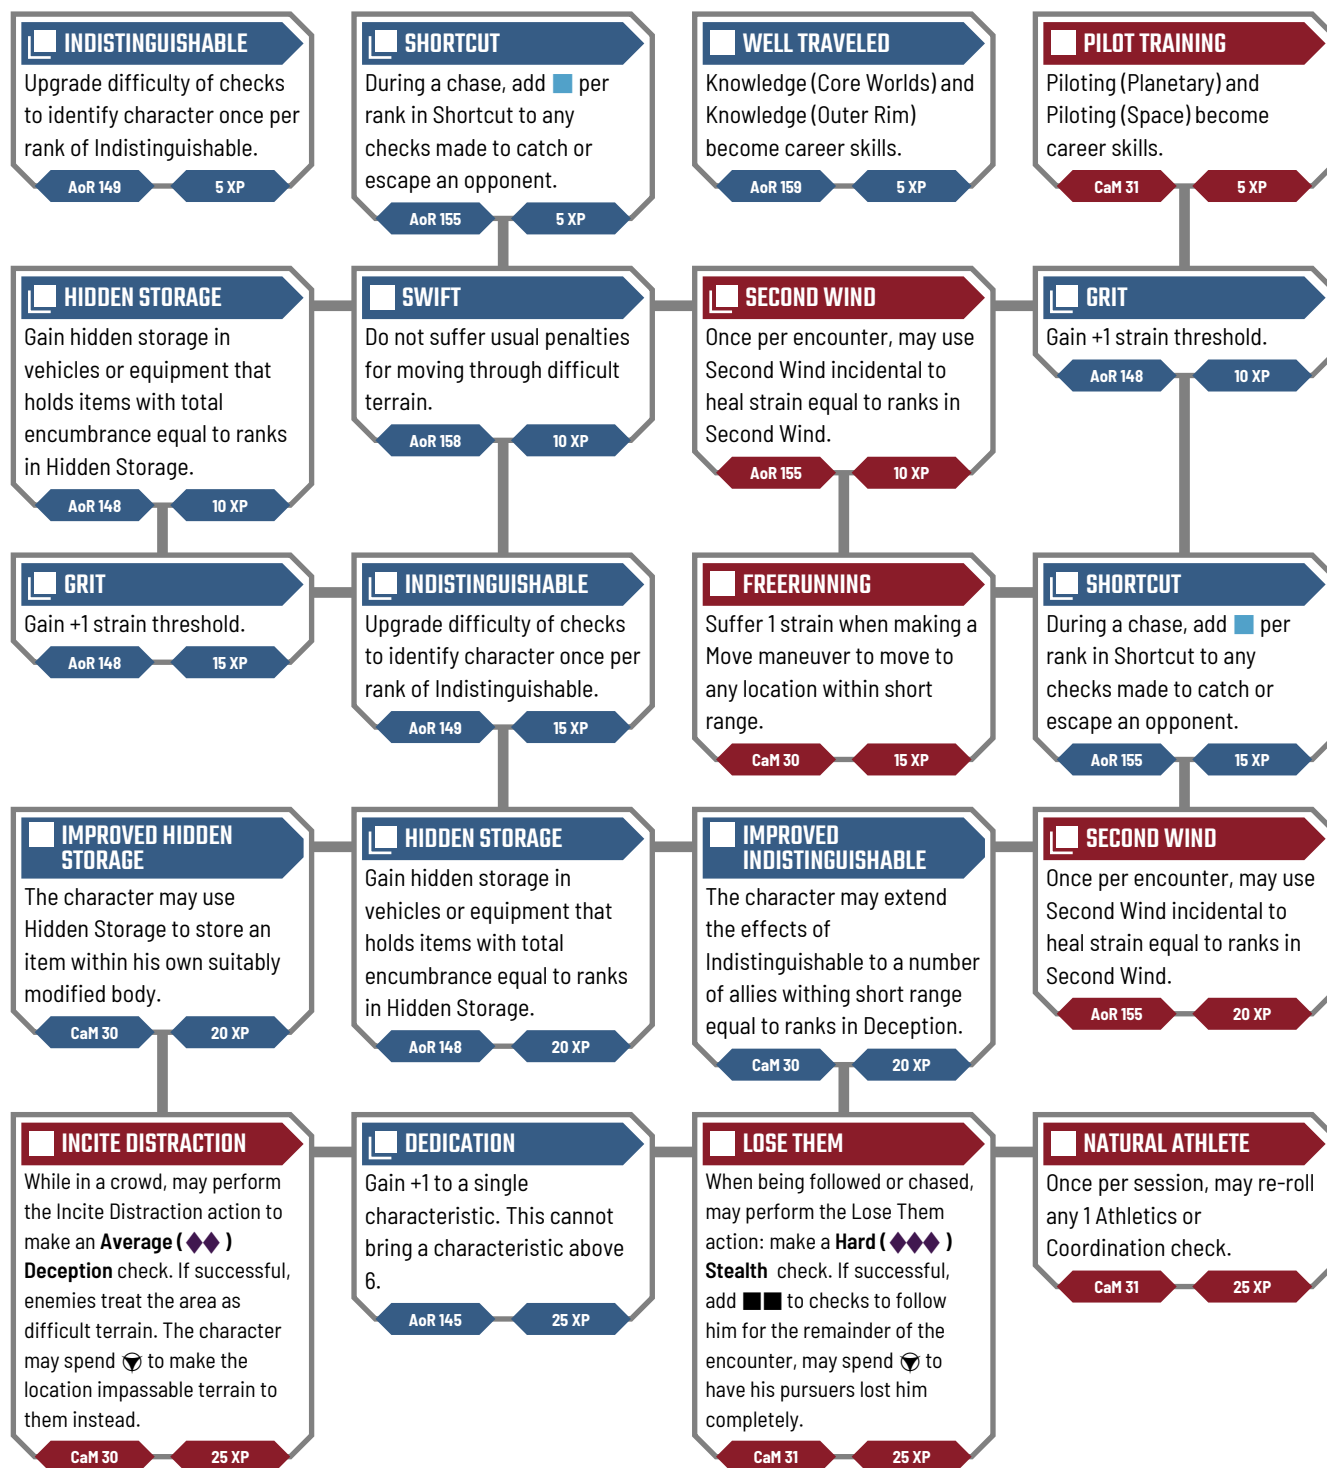 INDISTINGUISHABLE
Upgrade difficulty of checks
to identify character once per
rank of Indistinguishable.
AoR 149
5 XP
SHORTCUT
During a chase, add per
rank in Shortcut to any
checks made to catch or
escape an opponent.
AoR 155
5 XP
WELL TRAVELED
Knowledge (Core Worlds) and
Knowledge (Outer Rim)
become career skills.
AoR 159
5 XP
PILOT TRAINING
Piloting (Planetary) and
Piloting (Space) become
career skills.
CaM 31
5 XP
HIDDEN STORAGE
Gain hidden storage in
vehicles or equipment that
holds items with total
encumbrance equal to ranks
in Hidden Storage.
AoR 148
10 XP
SWIFT
Do not suffer usual penalties
for moving through difficult
terrain.
AoR 158
10 XP
SECOND WIND
Once per encounter, may use
Second Wind incidental to
heal strain equal to ranks in
Second Wind.
AoR 155
10 XP
GRIT
Gain +1 strain threshold.
AoR 148
10 XP
GRIT
Gain +1 strain threshold.
AoR 148
15 XP
INDISTINGUISHABLE
Upgrade difficulty of checks
to identify character once per
rank of Indistinguishable.
AoR 149
15 XP
FREERUNNING
Suffer 1 strain when making a
Move maneuver to move to
any location within short
range.
CaM 30
15 XP
SHORTCUT
During a chase, add per
rank in Shortcut to any
checks made to catch or
escape an opponent.
AoR 155
15 XP
IMPROVED HIDDEN
STORAGE
The character may use
Hidden Storage to store an
item within his own suitably
modified body.
CaM 30
20 XP
HIDDEN STORAGE
Gain hidden storage in
vehicles or equipment that
holds items with total
encumbrance equal to ranks
in Hidden Storage.
AoR 148
20 XP
IMPROVED
INDISTINGUISHABLE
The character may extend
the effects of
Indistinguishable to a number
of allies withing short range
equal to ranks in Deception.
CaM 30
20 XP
SECOND WIND
Once per encounter, may use
Second Wind incidental to
heal strain equal to ranks in
Second Wind.
AoR 155
20 XP
INCITE DISTRACTION
While in a crowd, may perform
the Incite Distraction action to
make an Average ( ◆◆ )
Deception check. If successful,
enemies treat the area as
difficult terrain. The character
may spend to make the
location impassable terrain to
them instead.
CaM 30
25 XP
DEDICATION
Gain +1 to a single
characteristic. This cannot
bring a characteristic above
6.
AoR 145
25 XP
LOSE THEM
When being followed or chased,
may perform the Lose Them
action: make a Hard ( ◆◆◆ )
Stealth check. If successful,
add ■■ to checks to follow
him for the remainder of the
encounter, may spend to
have his pursuers lost him
completely.
CaM 31
25 XP
NATURAL ATHLETE
Once per session, may re-roll
any 1 Athletics or
Coordination check.
CaM 31
25 XP